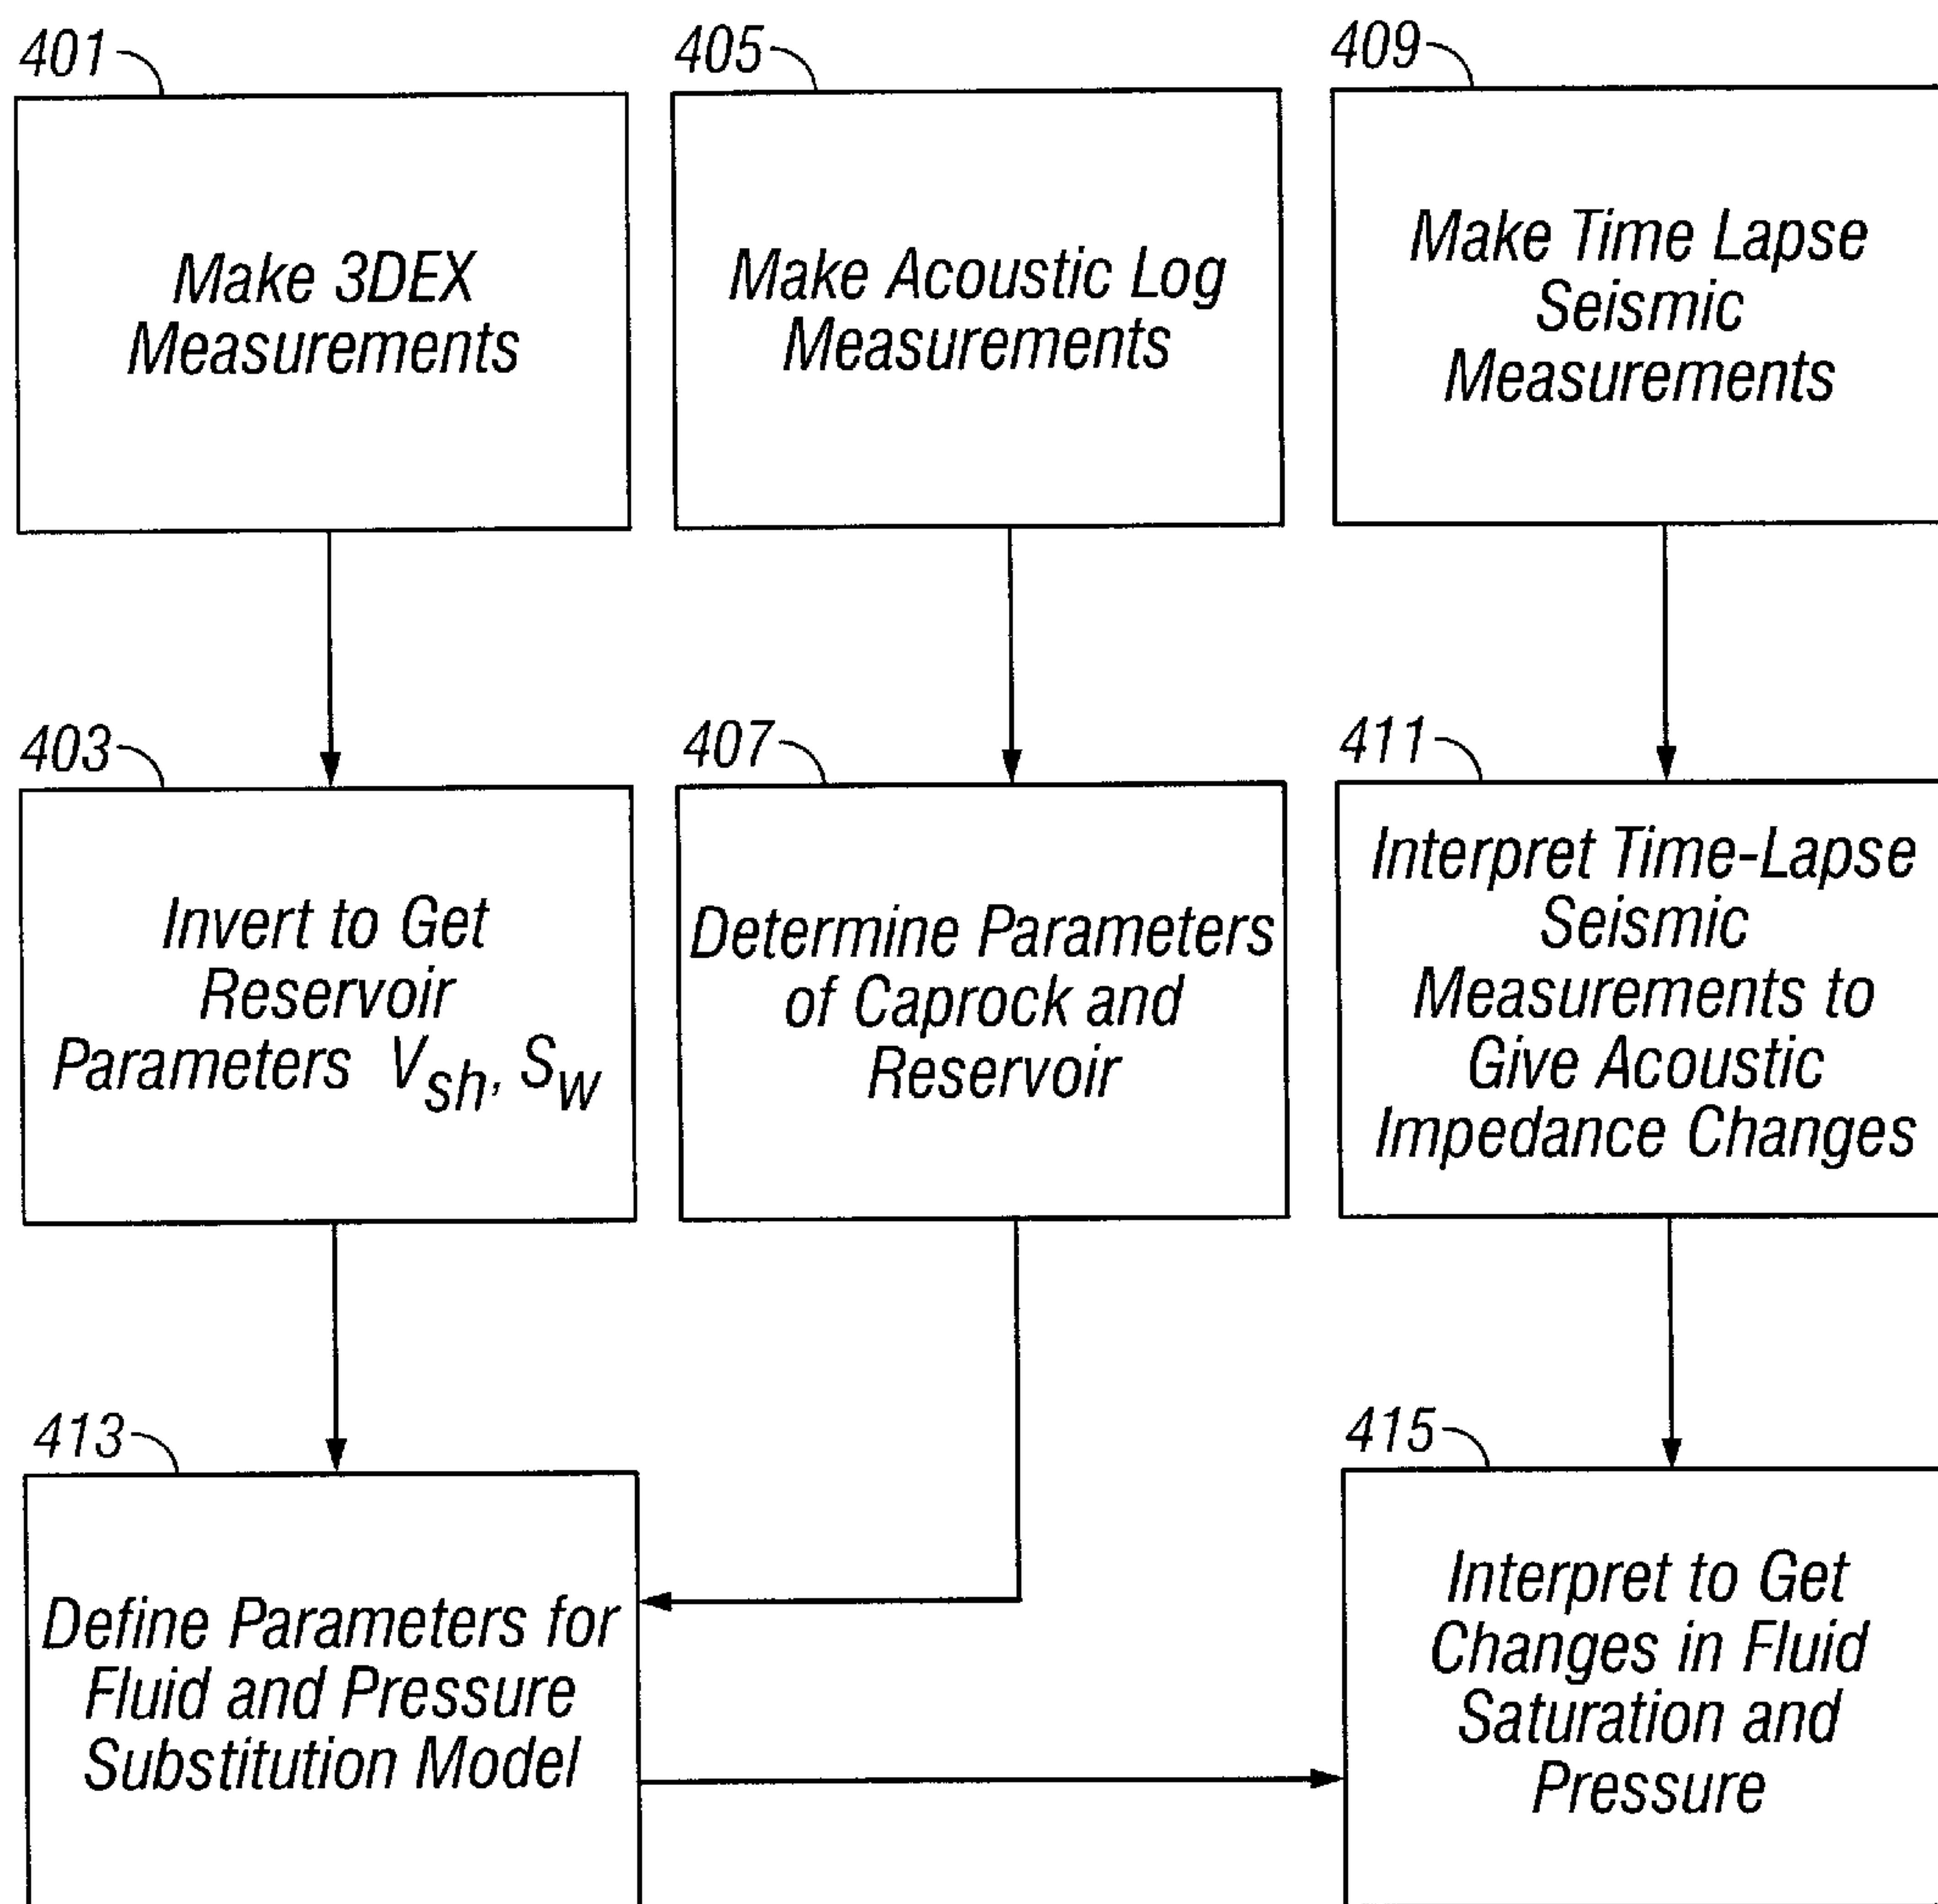 401
Make 3DEX
Measurements
405
Make Acoustic Log
Measurements
409
Make Time Lapse
Seismic
Measurements
403
Invert to Get
Reservoir
Parameters Vsh, Sw
407
Determine Parameters
of Caprock and
Reservoir
411
Interpret Time-Lapse
Seismic
Measurements to
Give Acoustic
Impedance Changes
413
Define Parameters for
Fluid and Pressure
Substitution Model
415
Interpret to Get
Changes in Fluid
Saturation and
Pressure